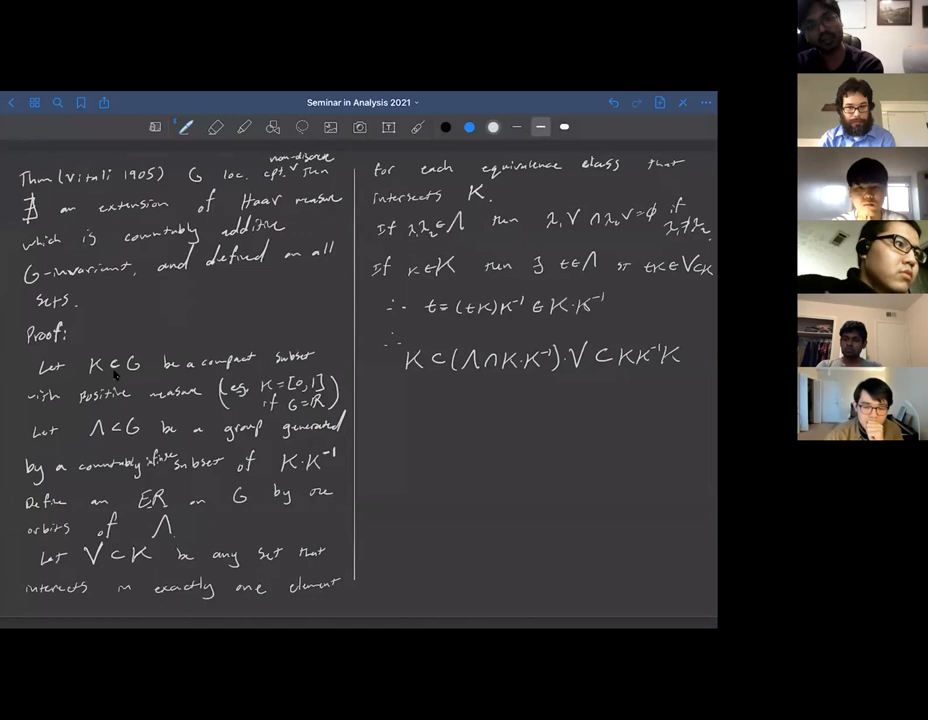 Seminar in Analysis 2021
non-discrete
Thm (Vitali 1905) G loc. cpt. Then
∄ an extension of Haar measure
which is countably additive
G-invariant, and defined on all
sets.
Proof:
Let K ⊂ G be a compact subset
with positive measure (e.g. K = [0,1]
if G = ℝ)
Let Λ < G be a group generated
by a countably infinite subset of K·K⁻¹
Define an ER on G by the
orbits of Λ.
Let V ⊂ K be any set that
intersects in exactly one element
for each equivalence class that
intersects K.
If λ₁, λ₂ ∈ Λ then λ₁V ∩ λ₂V = ∅ if
λ₁ ≠ λ₂.
If k ∈ K then ∃ t ∈ Λ st tk ∈ V ⊂ K
∴ t = (tk)k⁻¹ ∈ K·K⁻¹
∴
K ⊂ (Λ ∩ K·K⁻¹)·V ⊂ KK⁻¹K